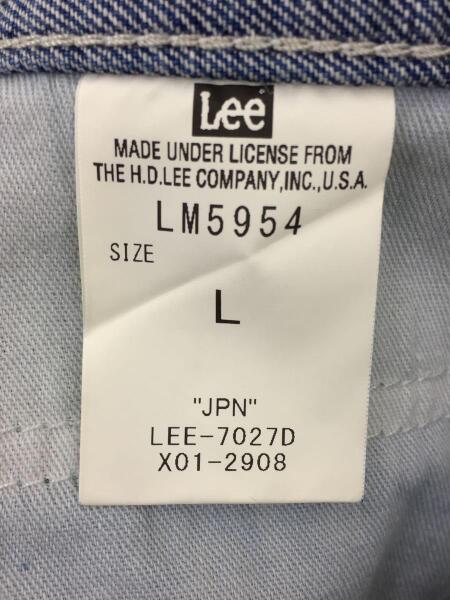 Lee
MADE UNDER LICENSE FROM
THE H.D.LEE COMPANY,INC.,U.S.A.
LM5954
SIZE
L
"JPN"
LEE-7027D
X01-2908